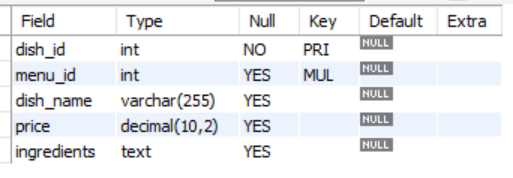 Field Type Null Key Default Extra
dish_id int NO PRI NULL
menu_id int YES MUL NULL
dish_name varchar(255) YES NULL
price decimal(10,2) YES NULL
ingredients text YES NULL